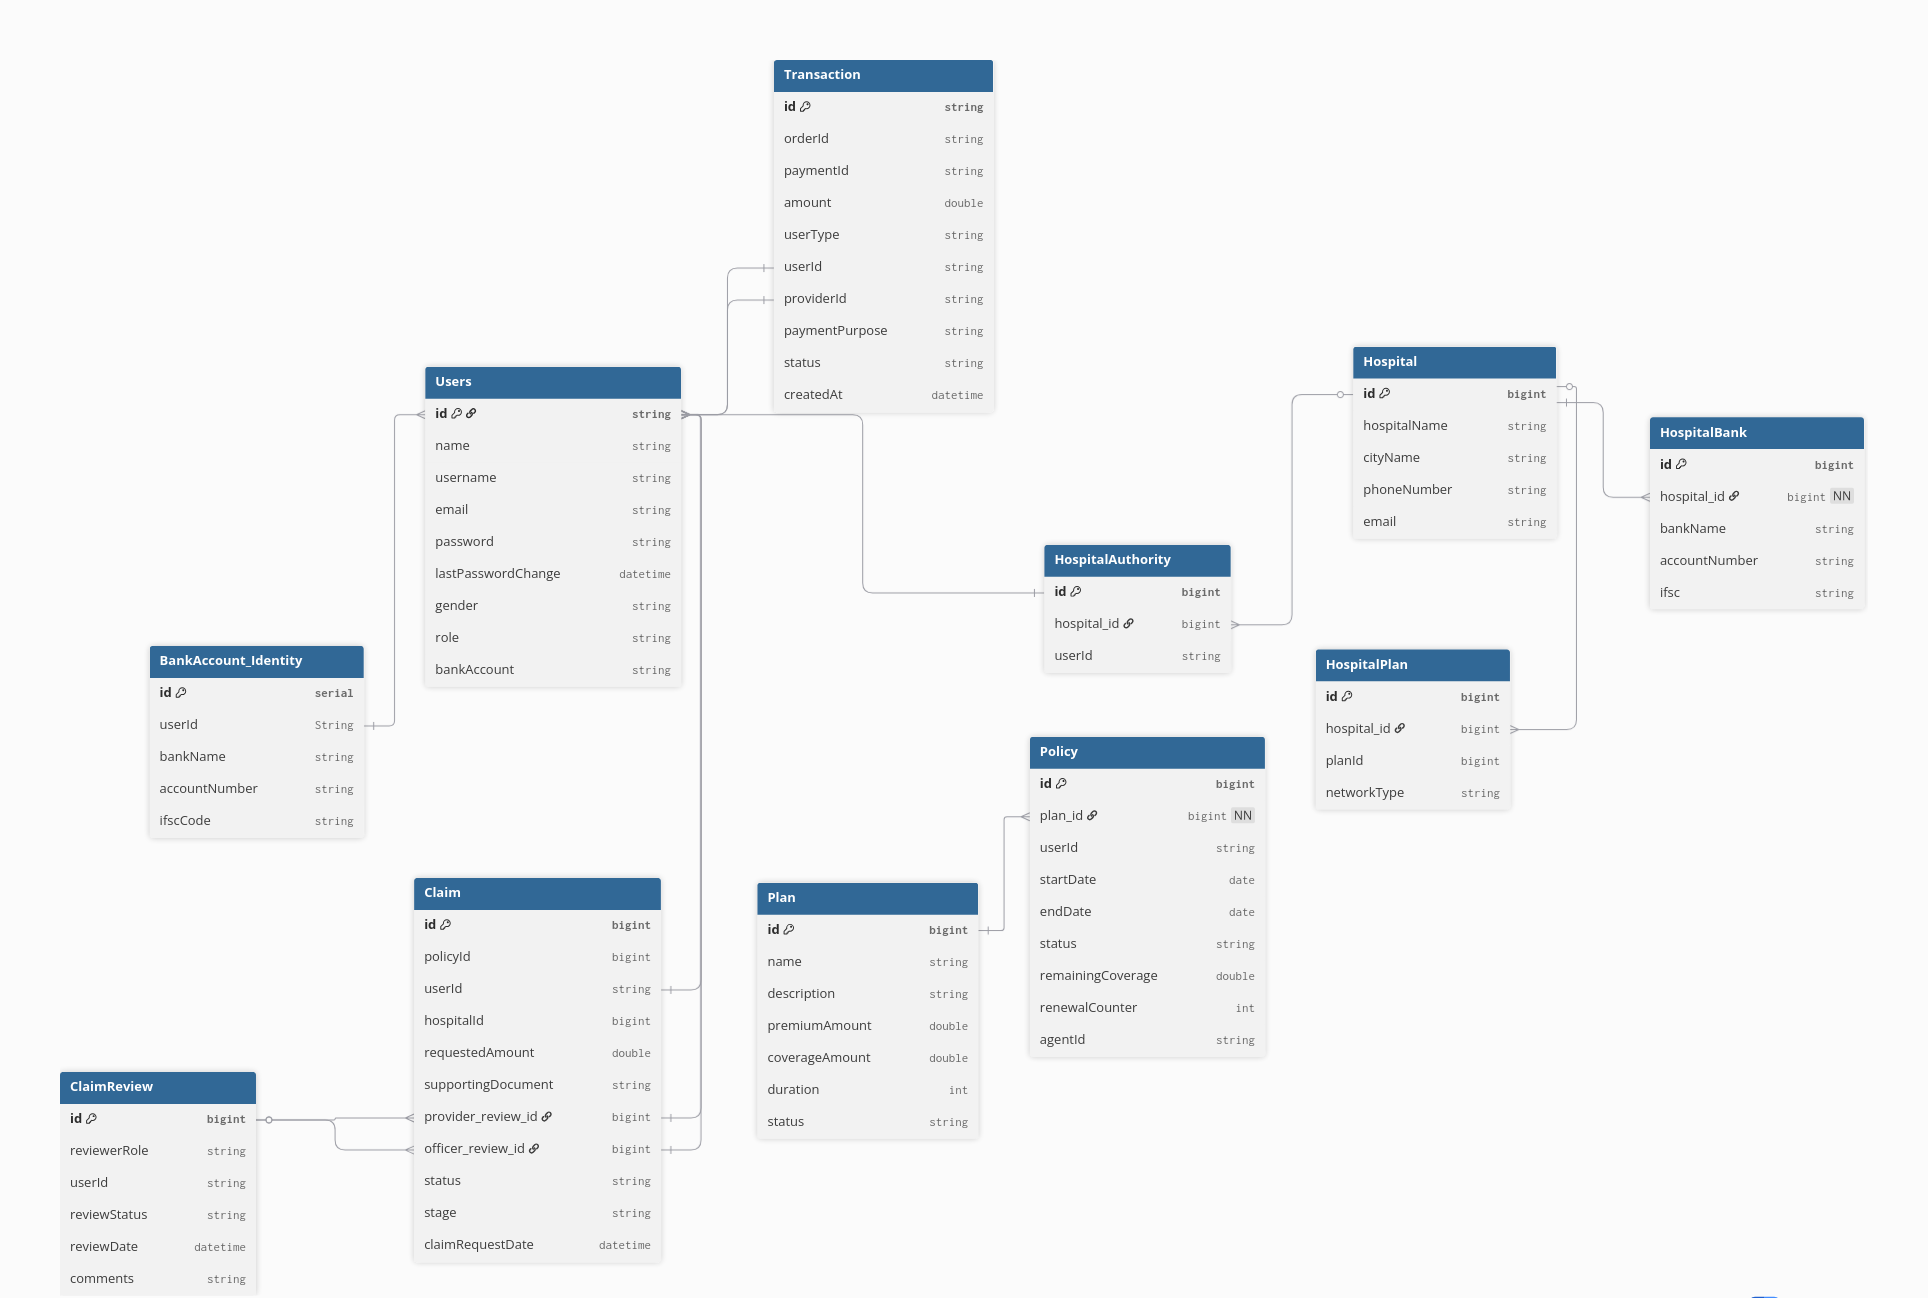 Transaction
id string
orderId string
paymentId string
amount double
userType string
userId string
providerId string
paymentPurpose string
status string
createdAt datetime
Users
id string
name string
username string
email string
password string
lastPasswordChange datetime
gender string
role string
bankAccount string
Hospital
id bigint
hospitalName string
cityName string
phoneNumber string
email string
HospitalBank
id bigint
hospital_id bigint NN
bankName string
accountNumber string
ifsc string
HospitalAuthority
id bigint
hospital_id bigint
userId string
BankAccount_Identity
id serial
userId String
bankName string
accountNumber string
ifscCode string
HospitalPlan
id bigint
hospital_id bigint
planId bigint
networkType string
Policy
id bigint
plan_id bigint NN
userId string
startDate date
endDate date
status string
remainingCoverage double
renewalCounter int
agentId string
Claim
id bigint
policyId bigint
userId string
hospitalId bigint
requestedAmount double
supportingDocument string
provider_review_id bigint
officer_review_id bigint
status string
stage string
claimRequestDate datetime
Plan
id bigint
name string
description string
premiumAmount double
coverageAmount double
duration int
status string
ClaimReview
id bigint
reviewerRole string
userId string
reviewStatus string
reviewDate datetime
comments string